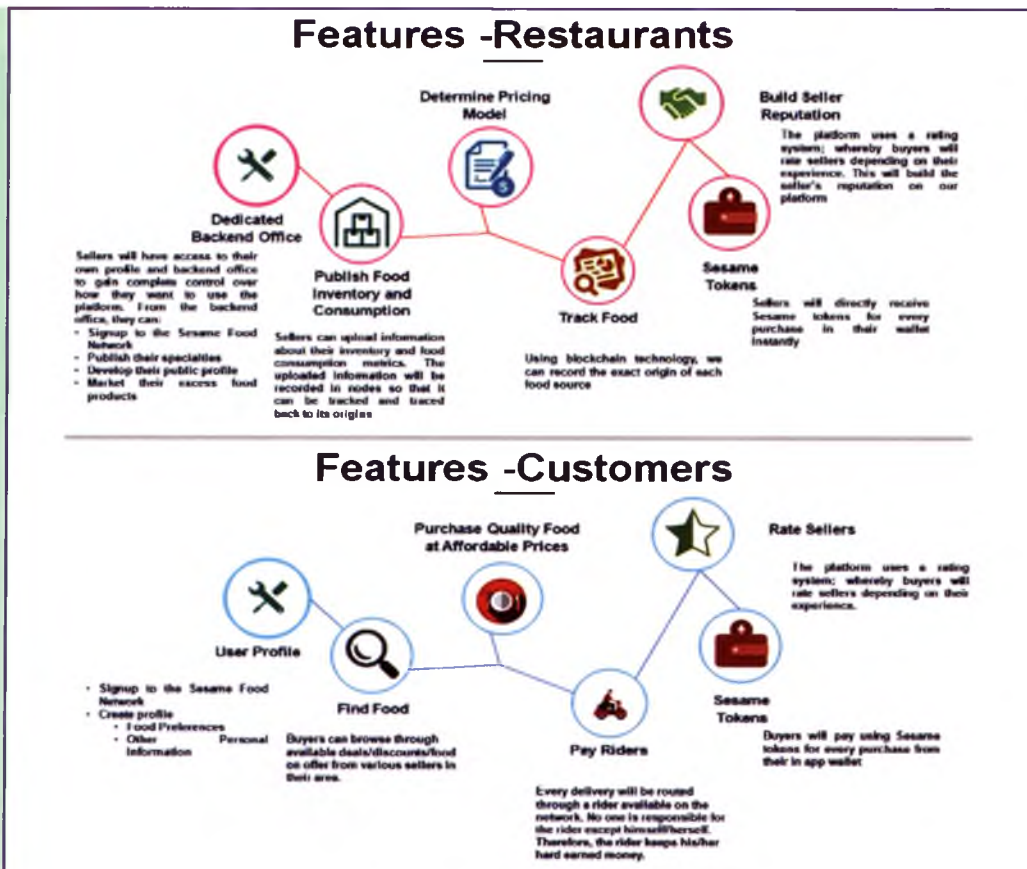 Features -Restaurants
Dedicated
Backend Office
Sellers will have access to their
own profile and backend office
to gain complete control over
how they want to use the
platform. From the backend
office, they can:
• Signup to the Sesame Food
Network
• Publish their specialties
• Develop their public profile
• Market their excess food
products
Publish Food
Inventory and
Consumption
Sellers can upload information
about their inventory and food
consumption metrics. The
uploaded information will be
recorded in nodes so that it
can be tracked and traced
back to its origins
Determine Pricing
Model
Track Food
Using blockchain technology, we
can record the exact origin of each
food source
Build Seller
Reputation
The platform uses a rating
system; whereby buyers will
rate sellers depending on their
experience. This will build the
seller's reputation on our
platform
Sesame
Tokens
Sellers will directly receive
Sesame tokens for every
purchase in their wallet
instantly
Features -Customers
User Profile
• Signup to the Sesame Food
Network
• Create profile
• Food Preferences
• Other Personal
Information
Find Food
Buyers can browse through
available deals/discounts/food
on offer from various sellers in
their area.
Purchase Quality Food
at Affordable Prices
Pay Riders
Every delivery will be routed
through a rider available on the
network. No one is responsible for
the rider except himself/herself.
Therefore, the rider keeps his/her
hard earned money.
Rate Sellers
The platform uses a rating
system; whereby buyers will
rate sellers depending on their
experience.
Sesame
Tokens
Buyers will pay using Sesame
tokens for every purchase from
their in app wallet